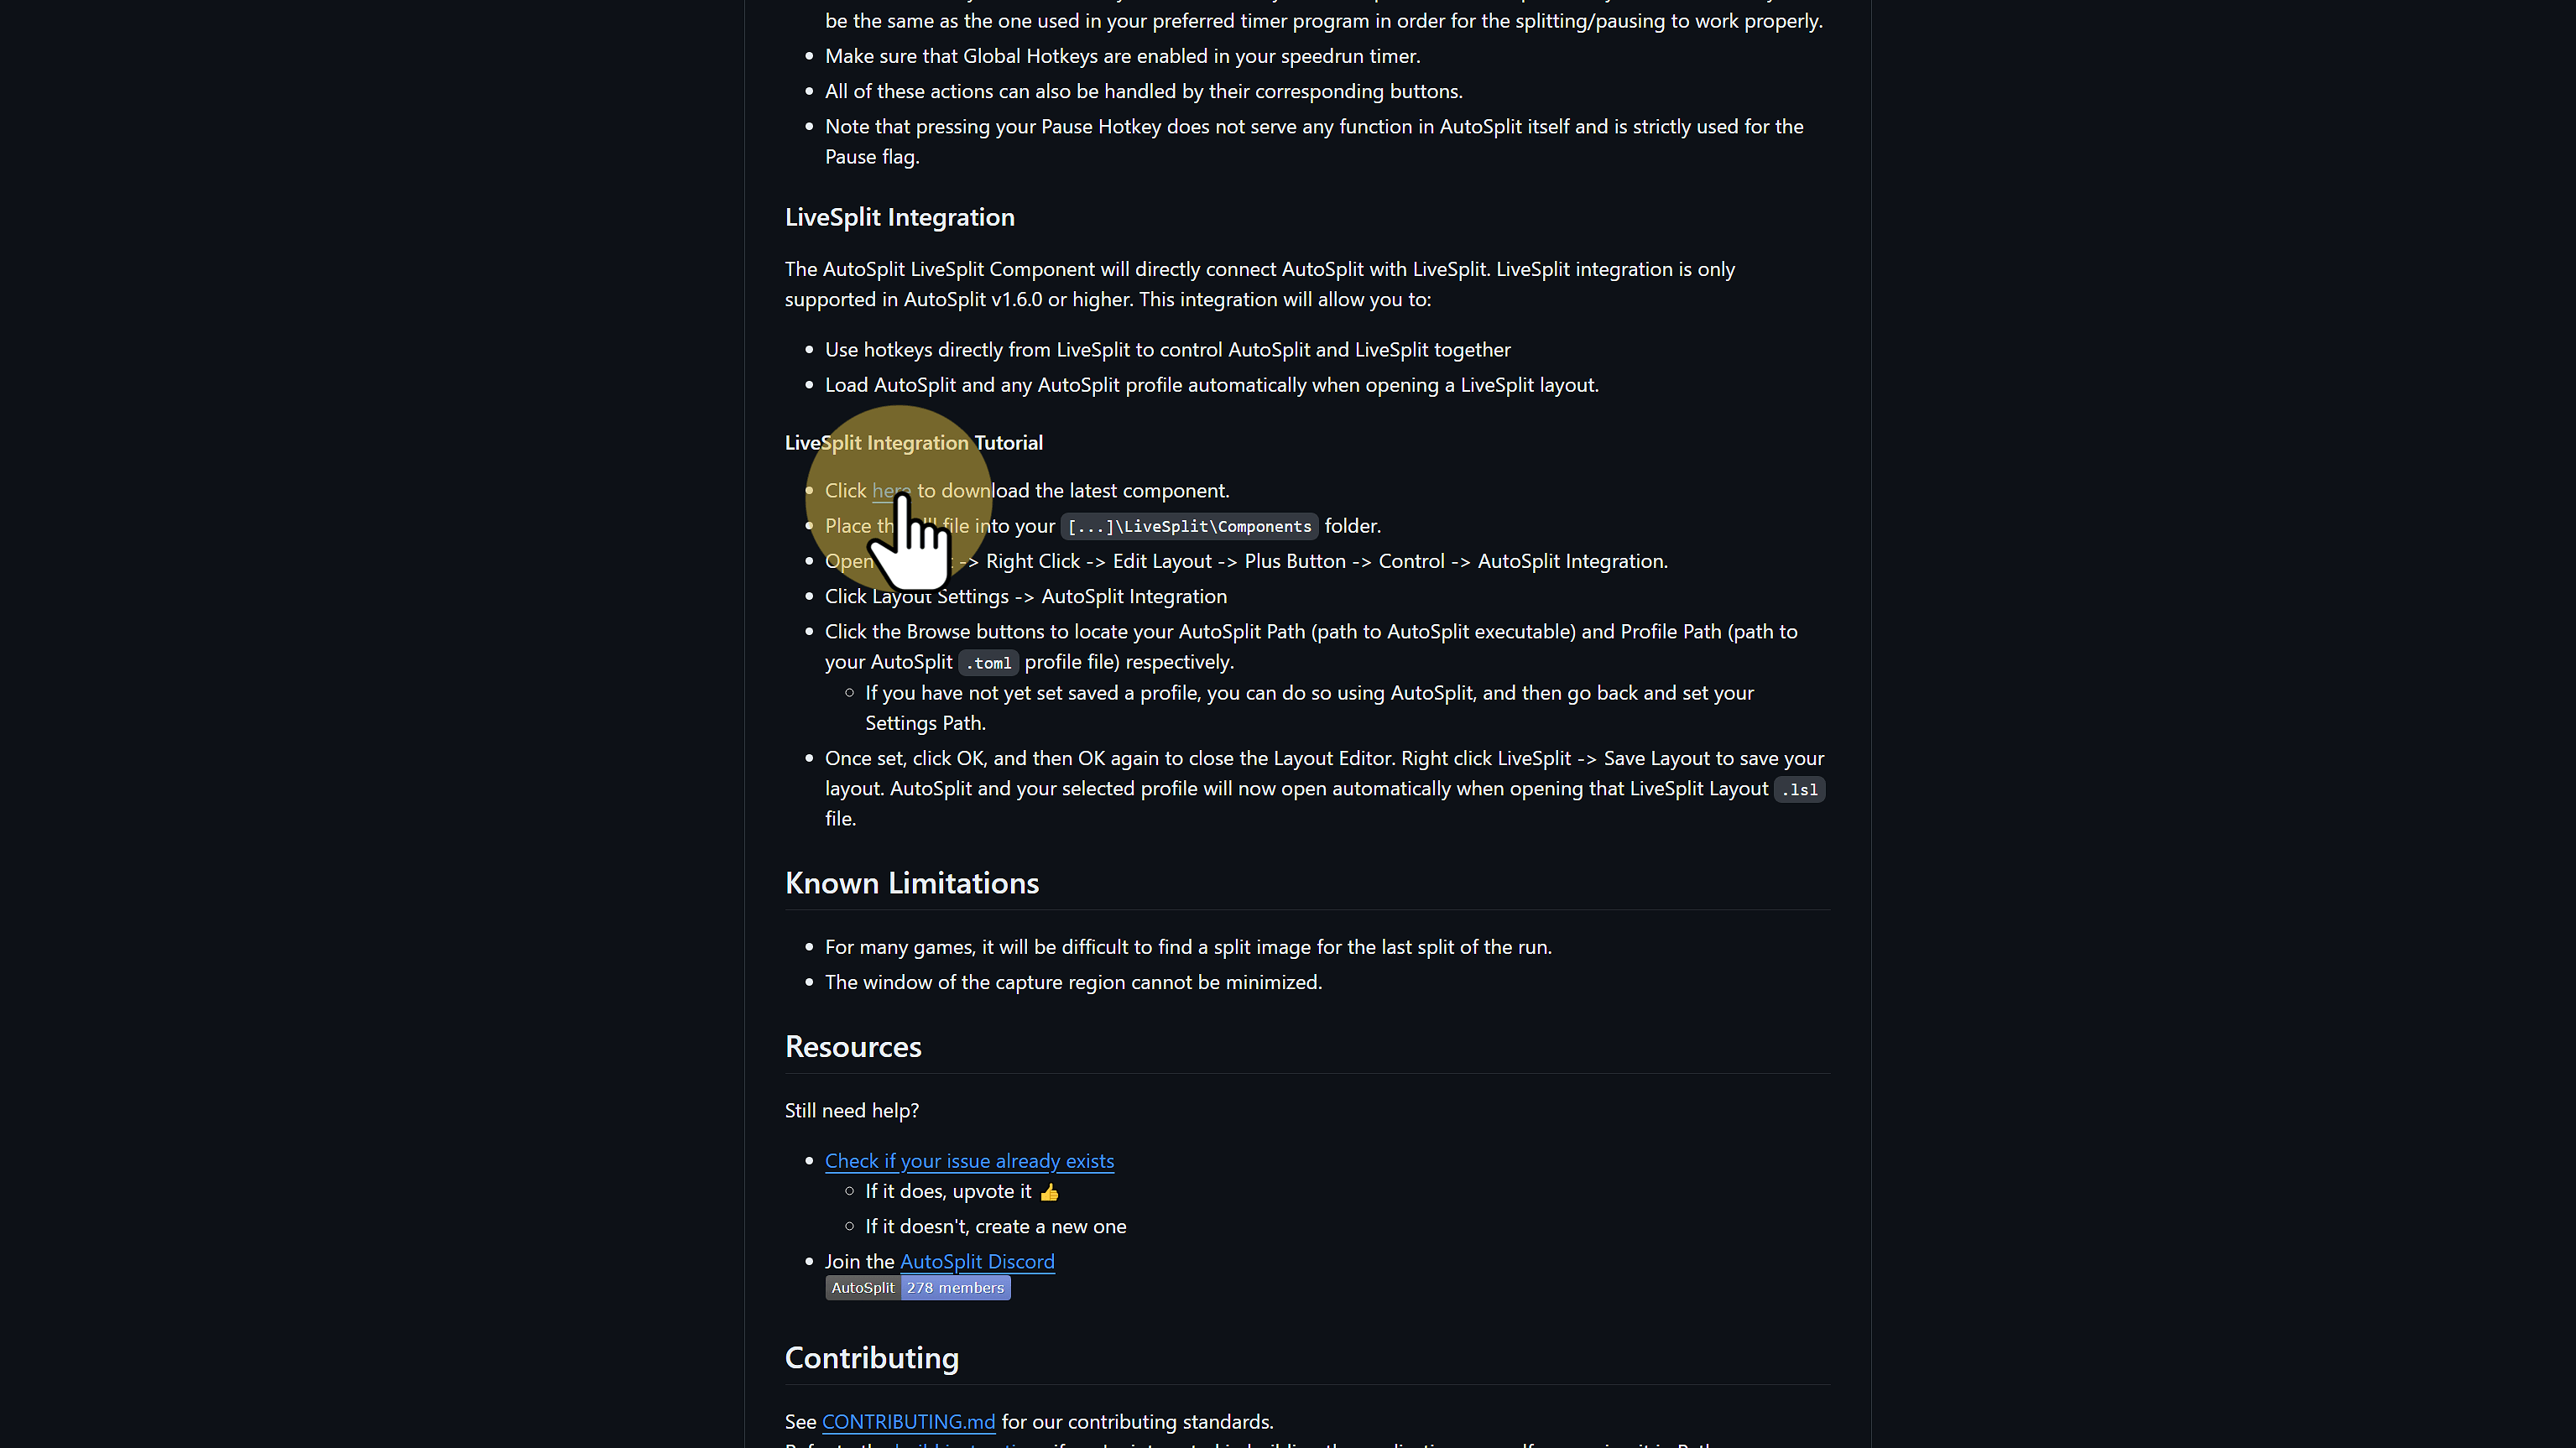 be the same as the one used in your preferred timer program in order for the splitting/pausing to work properly.
• Make sure that Global Hotkeys are enabled in your speedrun timer.
• All of these actions can also be handled by their corresponding buttons.
• Note that pressing your Pause Hotkey does not serve any function in AutoSplit itself and is strictly used for the
Pause flag.
LiveSplit Integration
The AutoSplit LiveSplit Component will directly connect AutoSplit with LiveSplit. LiveSplit integration is only
supported in AutoSplit v1.6.0 or higher. This integration will allow you to:
• Use hotkeys directly from LiveSplit to control AutoSplit and LiveSplit together
• Load AutoSplit and any AutoSplit profile automatically when opening a LiveSplit layout.
LiveSplit Integration Tutorial
• Click here to download the latest component.
• Place file into your [...]\LiveSplit\Components folder.
• Open -> Right Click -> Edit Layout -> Plus Button -> Control -> AutoSplit Integration.
• Click Layout Settings -> AutoSplit Integration
• Click the Browse buttons to locate your AutoSplit Path (path to AutoSplit executable) and Profile Path (path to
your AutoSplit .toml profile file) respectively.
○ If you have not yet set saved a profile, you can do so using AutoSplit, and then go back and set your
Settings Path.
• Once set, click OK, and then OK again to close the Layout Editor. Right click LiveSplit -> Save Layout to save your
layout. AutoSplit and your selected profile will now open automatically when opening that LiveSplit Layout .lsl
file.
Known Limitations
• For many games, it will be difficult to find a split image for the last split of the run.
• The window of the capture region cannot be minimized.
Resources
Still need help?
• Check if your issue already exists
○ If it does, upvote it 👍
○ If it doesn't, create a new one
• Join the AutoSplit Discord
AutoSplit 278 members
Contributing
See CONTRIBUTING.md for our contributing standards.